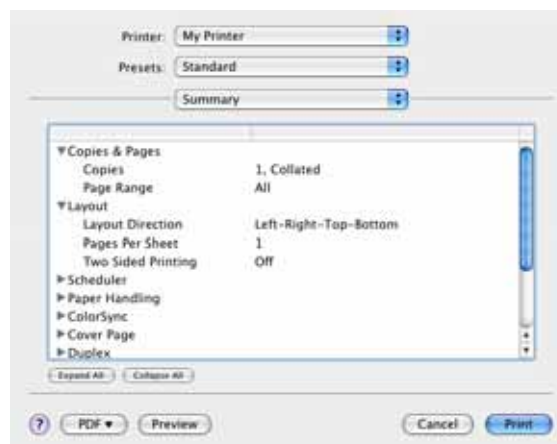 Printer: My Printer
Presets: Standard
Summary
▼Copies & Pages
Copies 1, Collated
Page Range All
▼Layout
Layout Direction Left-Right-Top-Bottom
Pages Per Sheet 1
Two Sided Printing Off
▶Scheduler
▶Paper Handling
▶ColorSync
▶Cover Page
▶Duplex
Expand All Collapse All
? PDF ▼ Preview Cancel Print